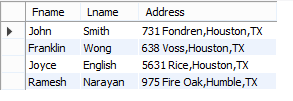 Fname Lname Address
John Smith 731 Fondren,Houston,TX
Franklin Wong 638 Voss,Houston,TX
Joyce English 5631 Rice,Houston,TX
Ramesh Narayan 975 Fire Oak,Humble,TX